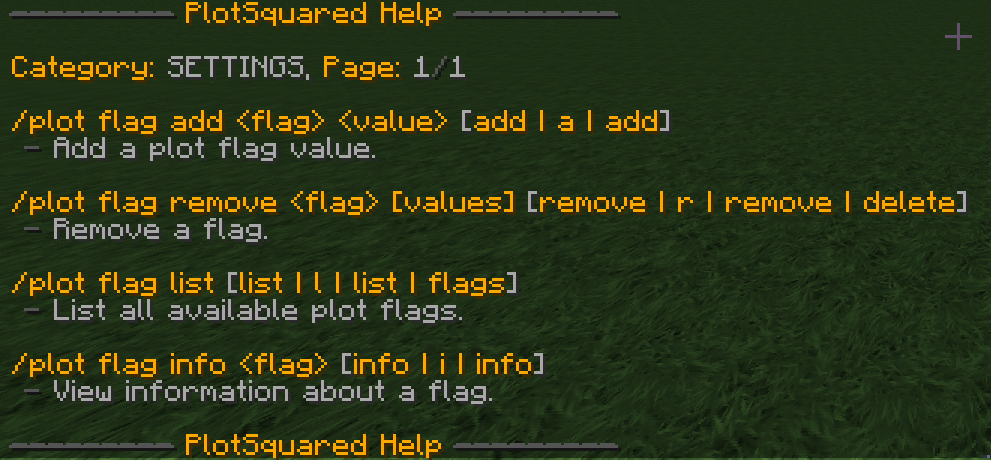 PlotSquared Help
Category: SETTINGS, Page: 1/1
/plot flag add <flag> <value> [add | a | add]
- Add a plot flag value.
/plot flag remove <flag> [values] [remove | r | remove | delete]
- Remove a flag.
/plot flag list [list | l | list | flags]
- List all available plot flags.
/plot flag info <flag> [info | i | info]
- View information about a flag.
PlotSquared Help